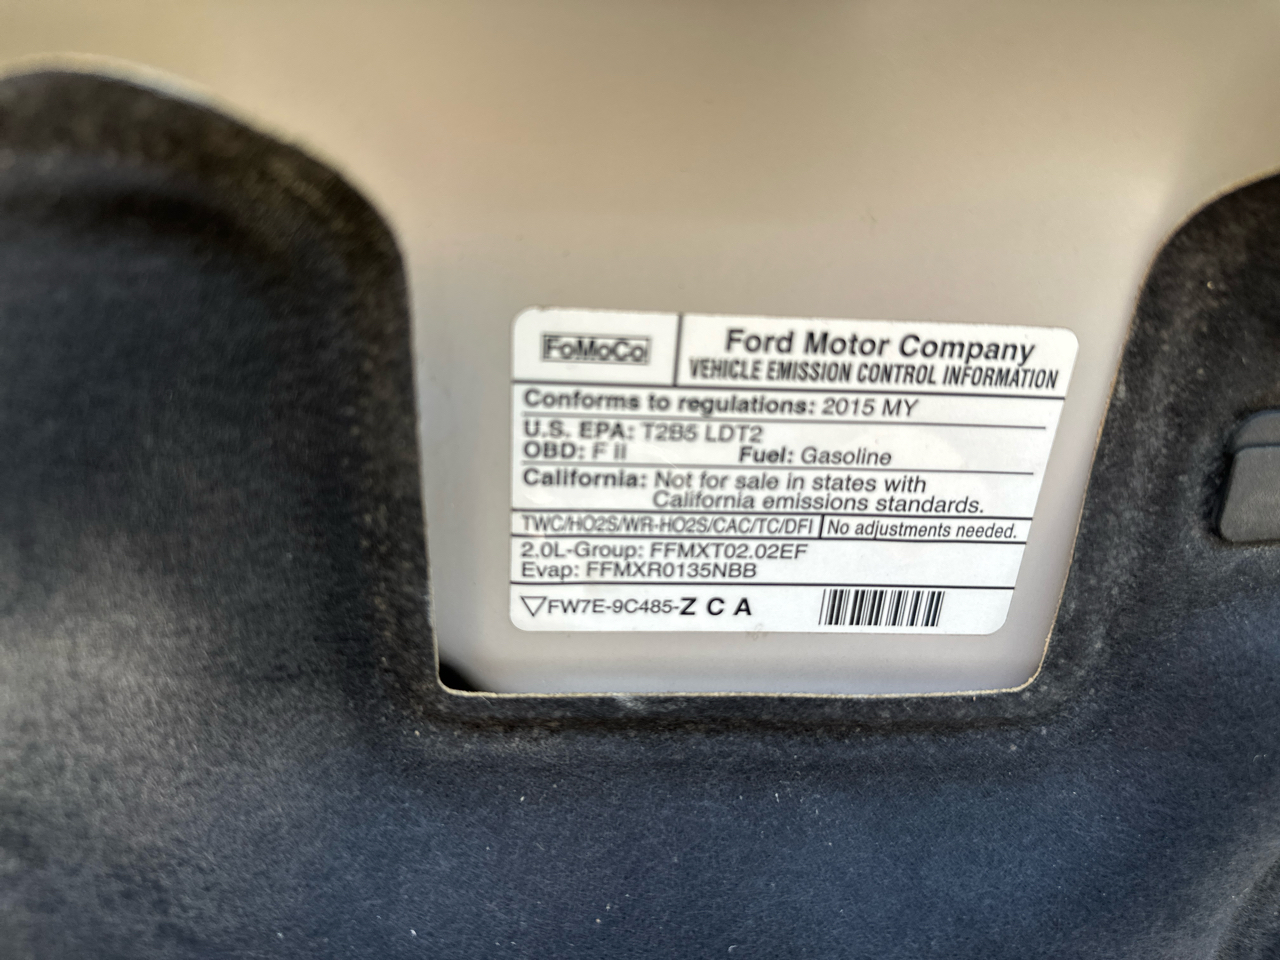 FoMoCo
Ford Motor Company
VEHICLE EMISSION CONTROL INFORMATION
Conforms to regulations: 2015 MY
U.S. EPA: T2B5 LDT2
OBD: F II Fuel: Gasoline
California: Not for sale in states with
California emissions standards.
TWC/HO2S/WR-HO2S/CAC/TC/DFI No adjustments needed.
2.0L-Group: FFMXT02.02EF
Evap: FFMXR0135NBB
▽FW7E-9C485-Z C A